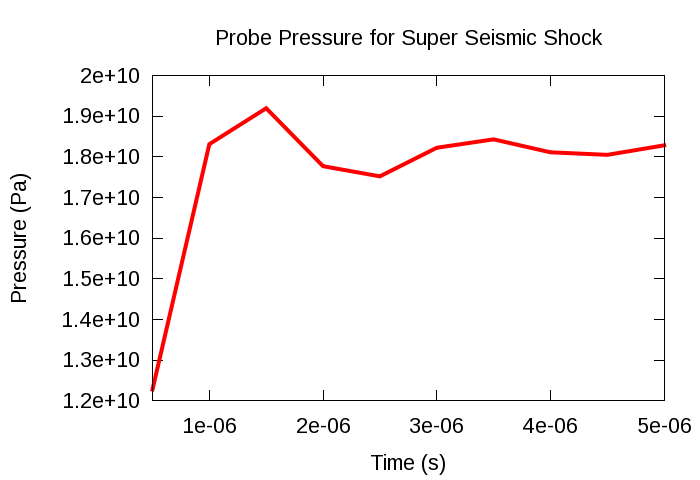 Probe Pressure for Super Seismic Shock
2e+10
1.9e+10
1.8e+10
1.7e+10
1.6e+10
1.5e+10
1.4e+10
1.3e+10
1.2e+10
Pressure (Pa)
1e-06 2e-06 3e-06 4e-06 5e-06
Time (s)